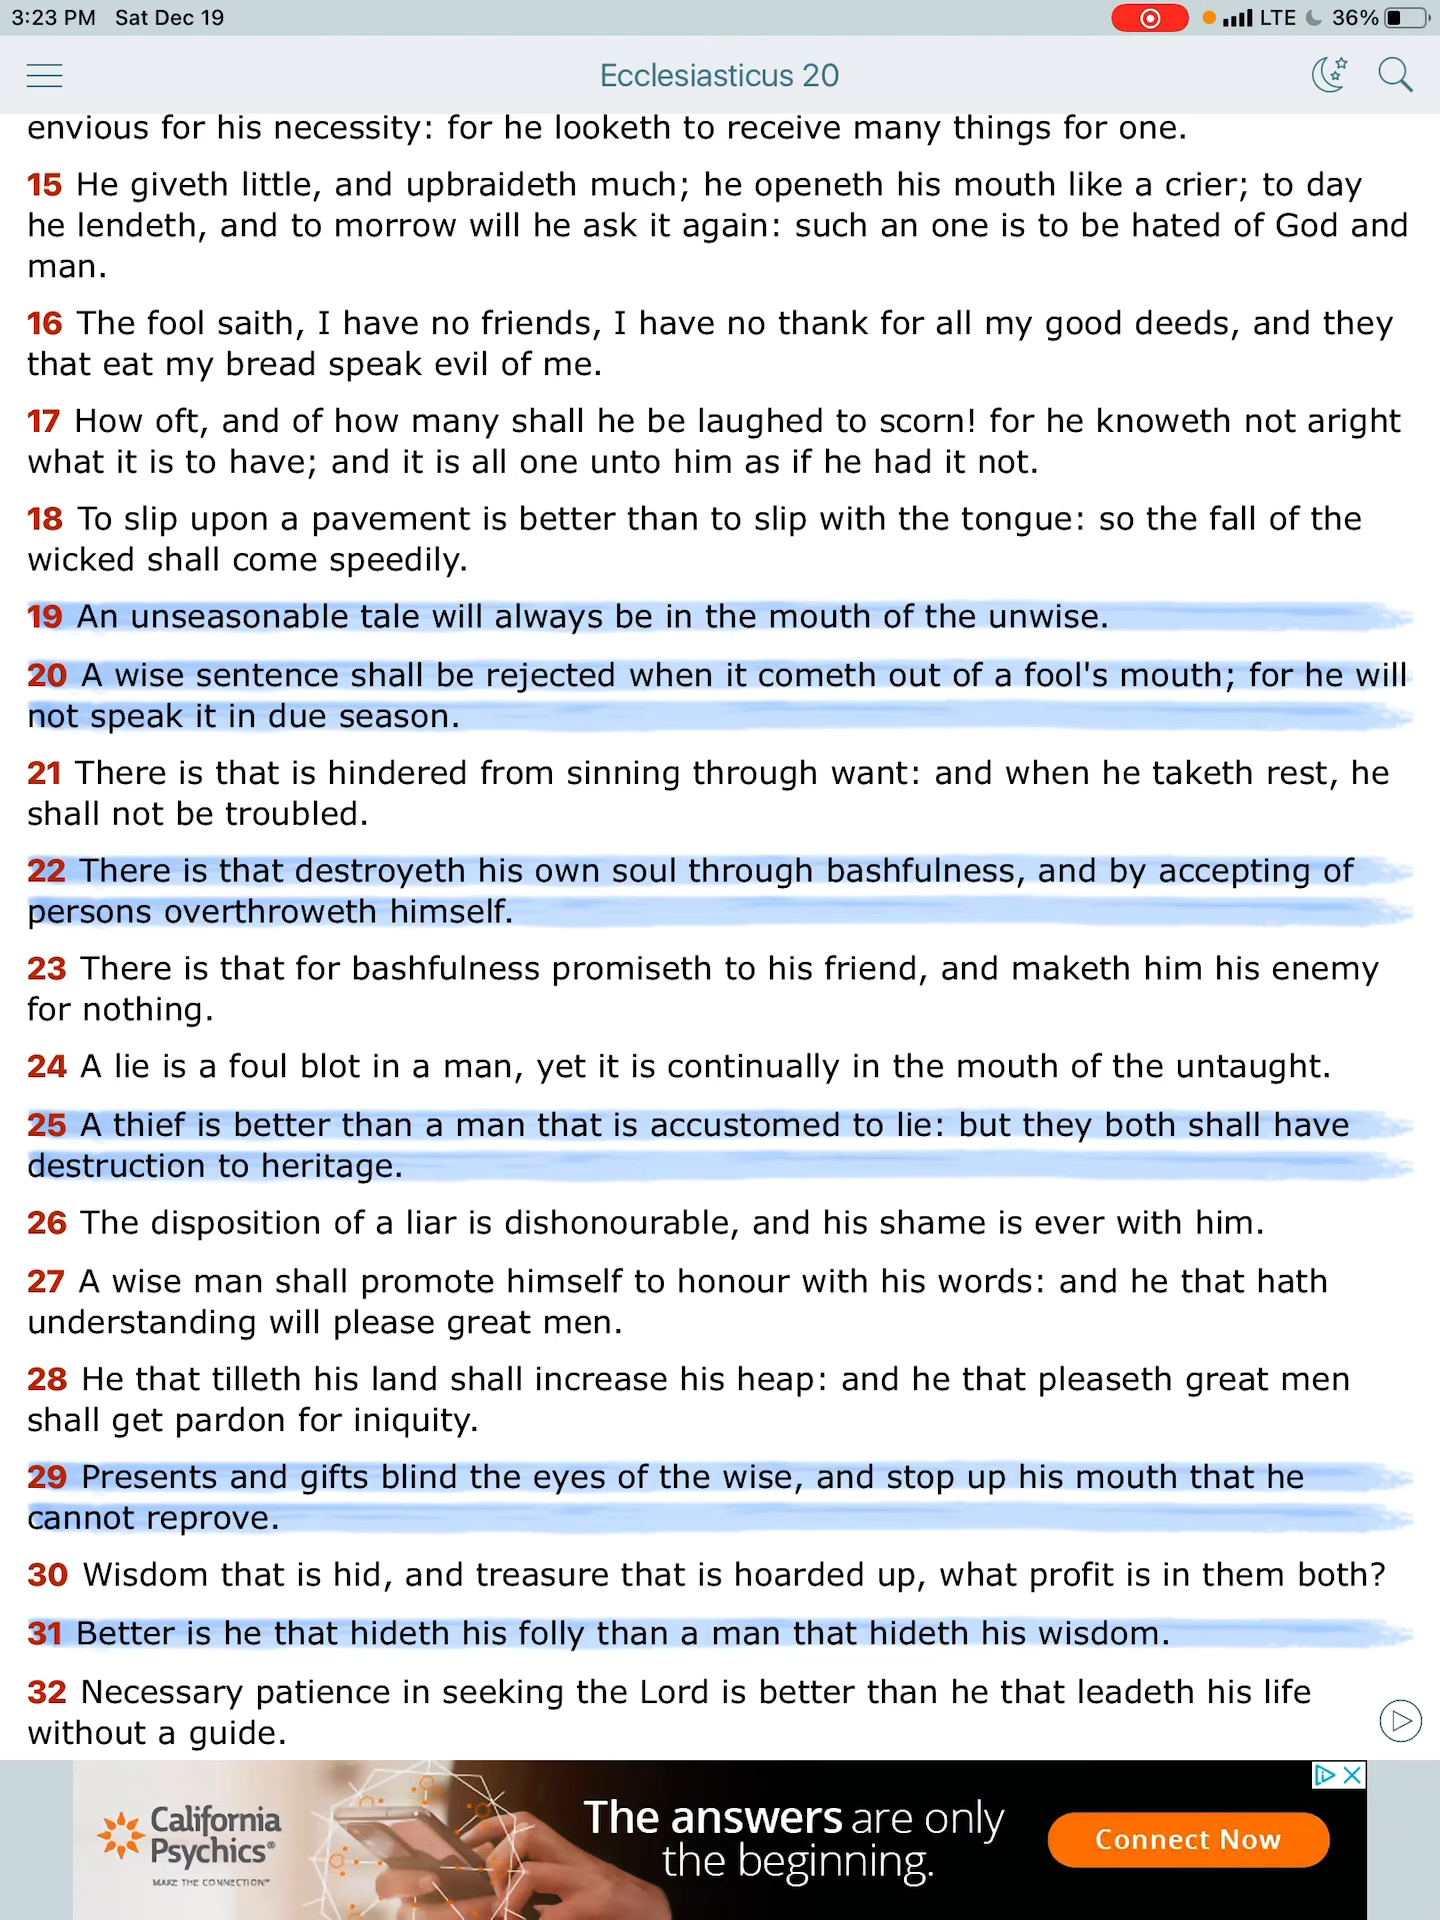 3:23 PM Sat Dec 19 LTE 36%
Ecclesiasticus 20
envious for his necessity: for he looketh to receive many things for one.
15 He giveth little, and upbraideth much; he openeth his mouth like a crier; to day
he lendeth, and to morrow will he ask it again: such an one is to be hated of God and
man.
16 The fool saith, I have no friends, I have no thank for all my good deeds, and they
that eat my bread speak evil of me.
17 How oft, and of how many shall he be laughed to scorn! for he knoweth not aright
what it is to have; and it is all one unto him as if he had it not.
18 To slip upon a pavement is better than to slip with the tongue: so the fall of the
wicked shall come speedily.
19 An unseasonable tale will always be in the mouth of the unwise.
20 A wise sentence shall be rejected when it cometh out of a fool's mouth; for he will
not speak it in due season.
21 There is that is hindered from sinning through want: and when he taketh rest, he
shall not be troubled.
22 There is that destroyeth his own soul through bashfulness, and by accepting of
persons overthroweth himself.
23 There is that for bashfulness promiseth to his friend, and maketh him his enemy
for nothing.
24 A lie is a foul blot in a man, yet it is continually in the mouth of the untaught.
25 A thief is better than a man that is accustomed to lie: but they both shall have
destruction to heritage.
26 The disposition of a liar is dishonourable, and his shame is ever with him.
27 A wise man shall promote himself to honour with his words: and he that hath
understanding will please great men.
28 He that tilleth his land shall increase his heap: and he that pleaseth great men
shall get pardon for iniquity.
29 Presents and gifts blind the eyes of the wise, and stop up his mouth that he
cannot reprove.
30 Wisdom that is hid, and treasure that is hoarded up, what profit is in them both?
31 Better is he that hideth his folly than a man that hideth his wisdom.
32 Necessary patience in seeking the Lord is better than he that leadeth his life
without a guide.
California
Psychics®
MAKE THE CONNECTION™
The answers are only
the beginning.
Connect Now